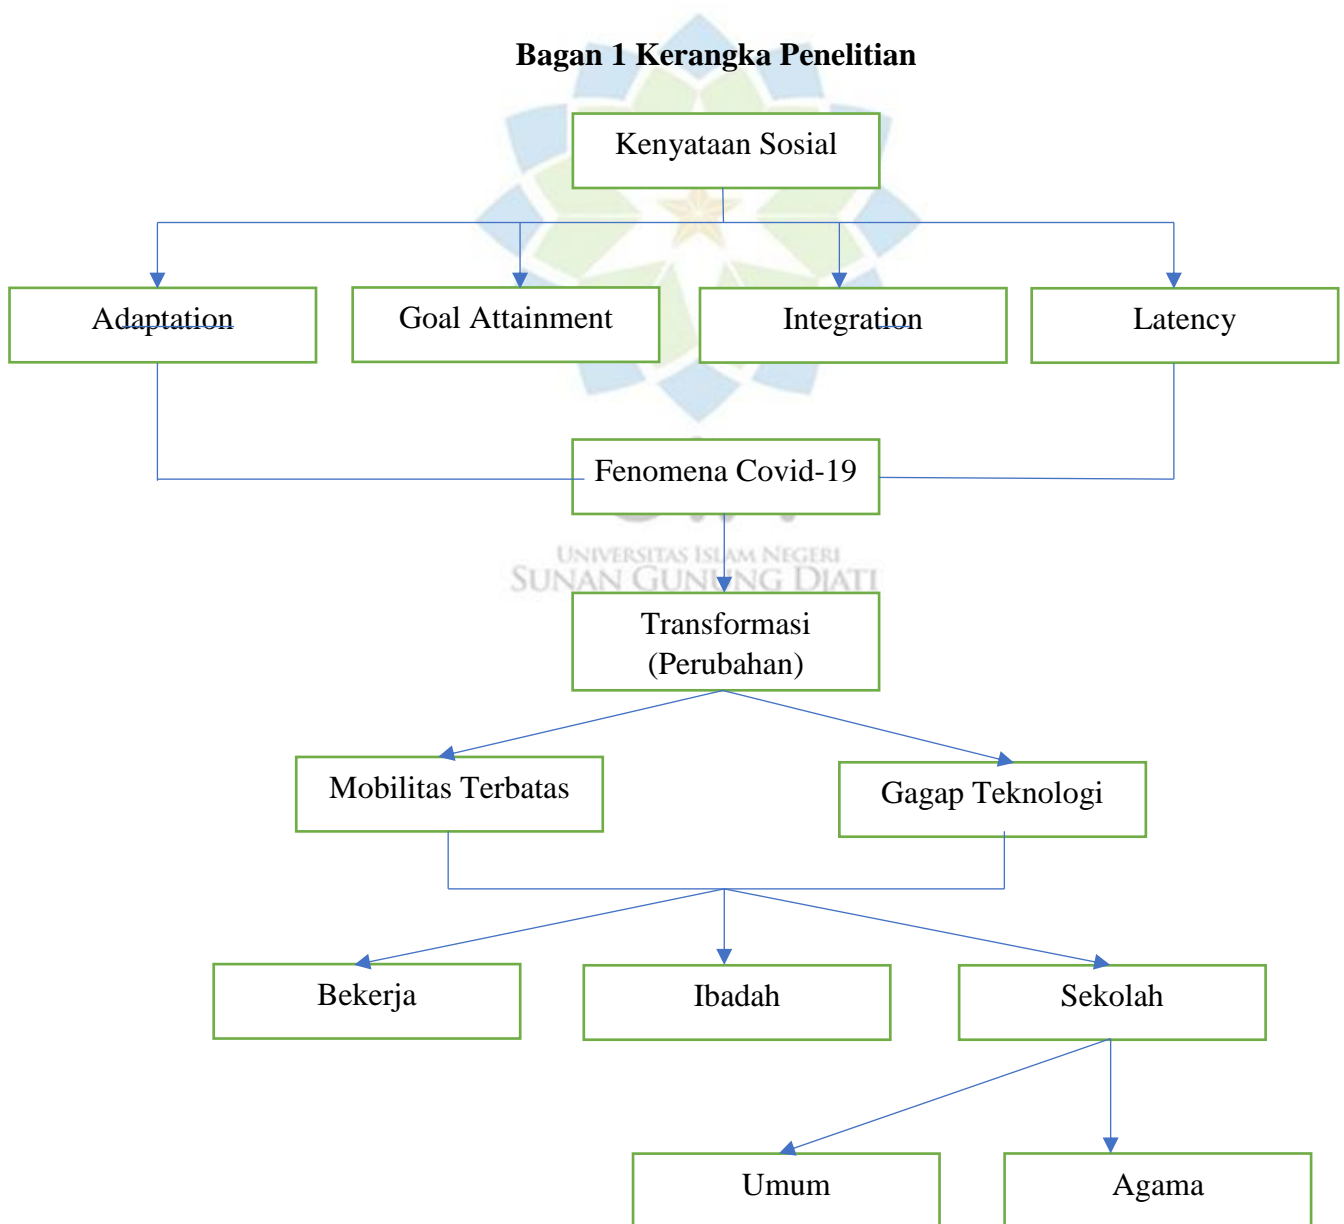 Bagan 1 Kerangka Penelitian
Kenyataan Sosial
Adaptation
Goal Attainment
Integration
Latency
Fenomena Covid-19
UNIVERSITAS ISLAM NEGERI
SUNAN GUNUNG DJATI
Transformasi
(Perubahan)
Mobilitas Terbatas
Gagap Teknologi
Bekerja
Ibadah
Sekolah
Umum
Agama